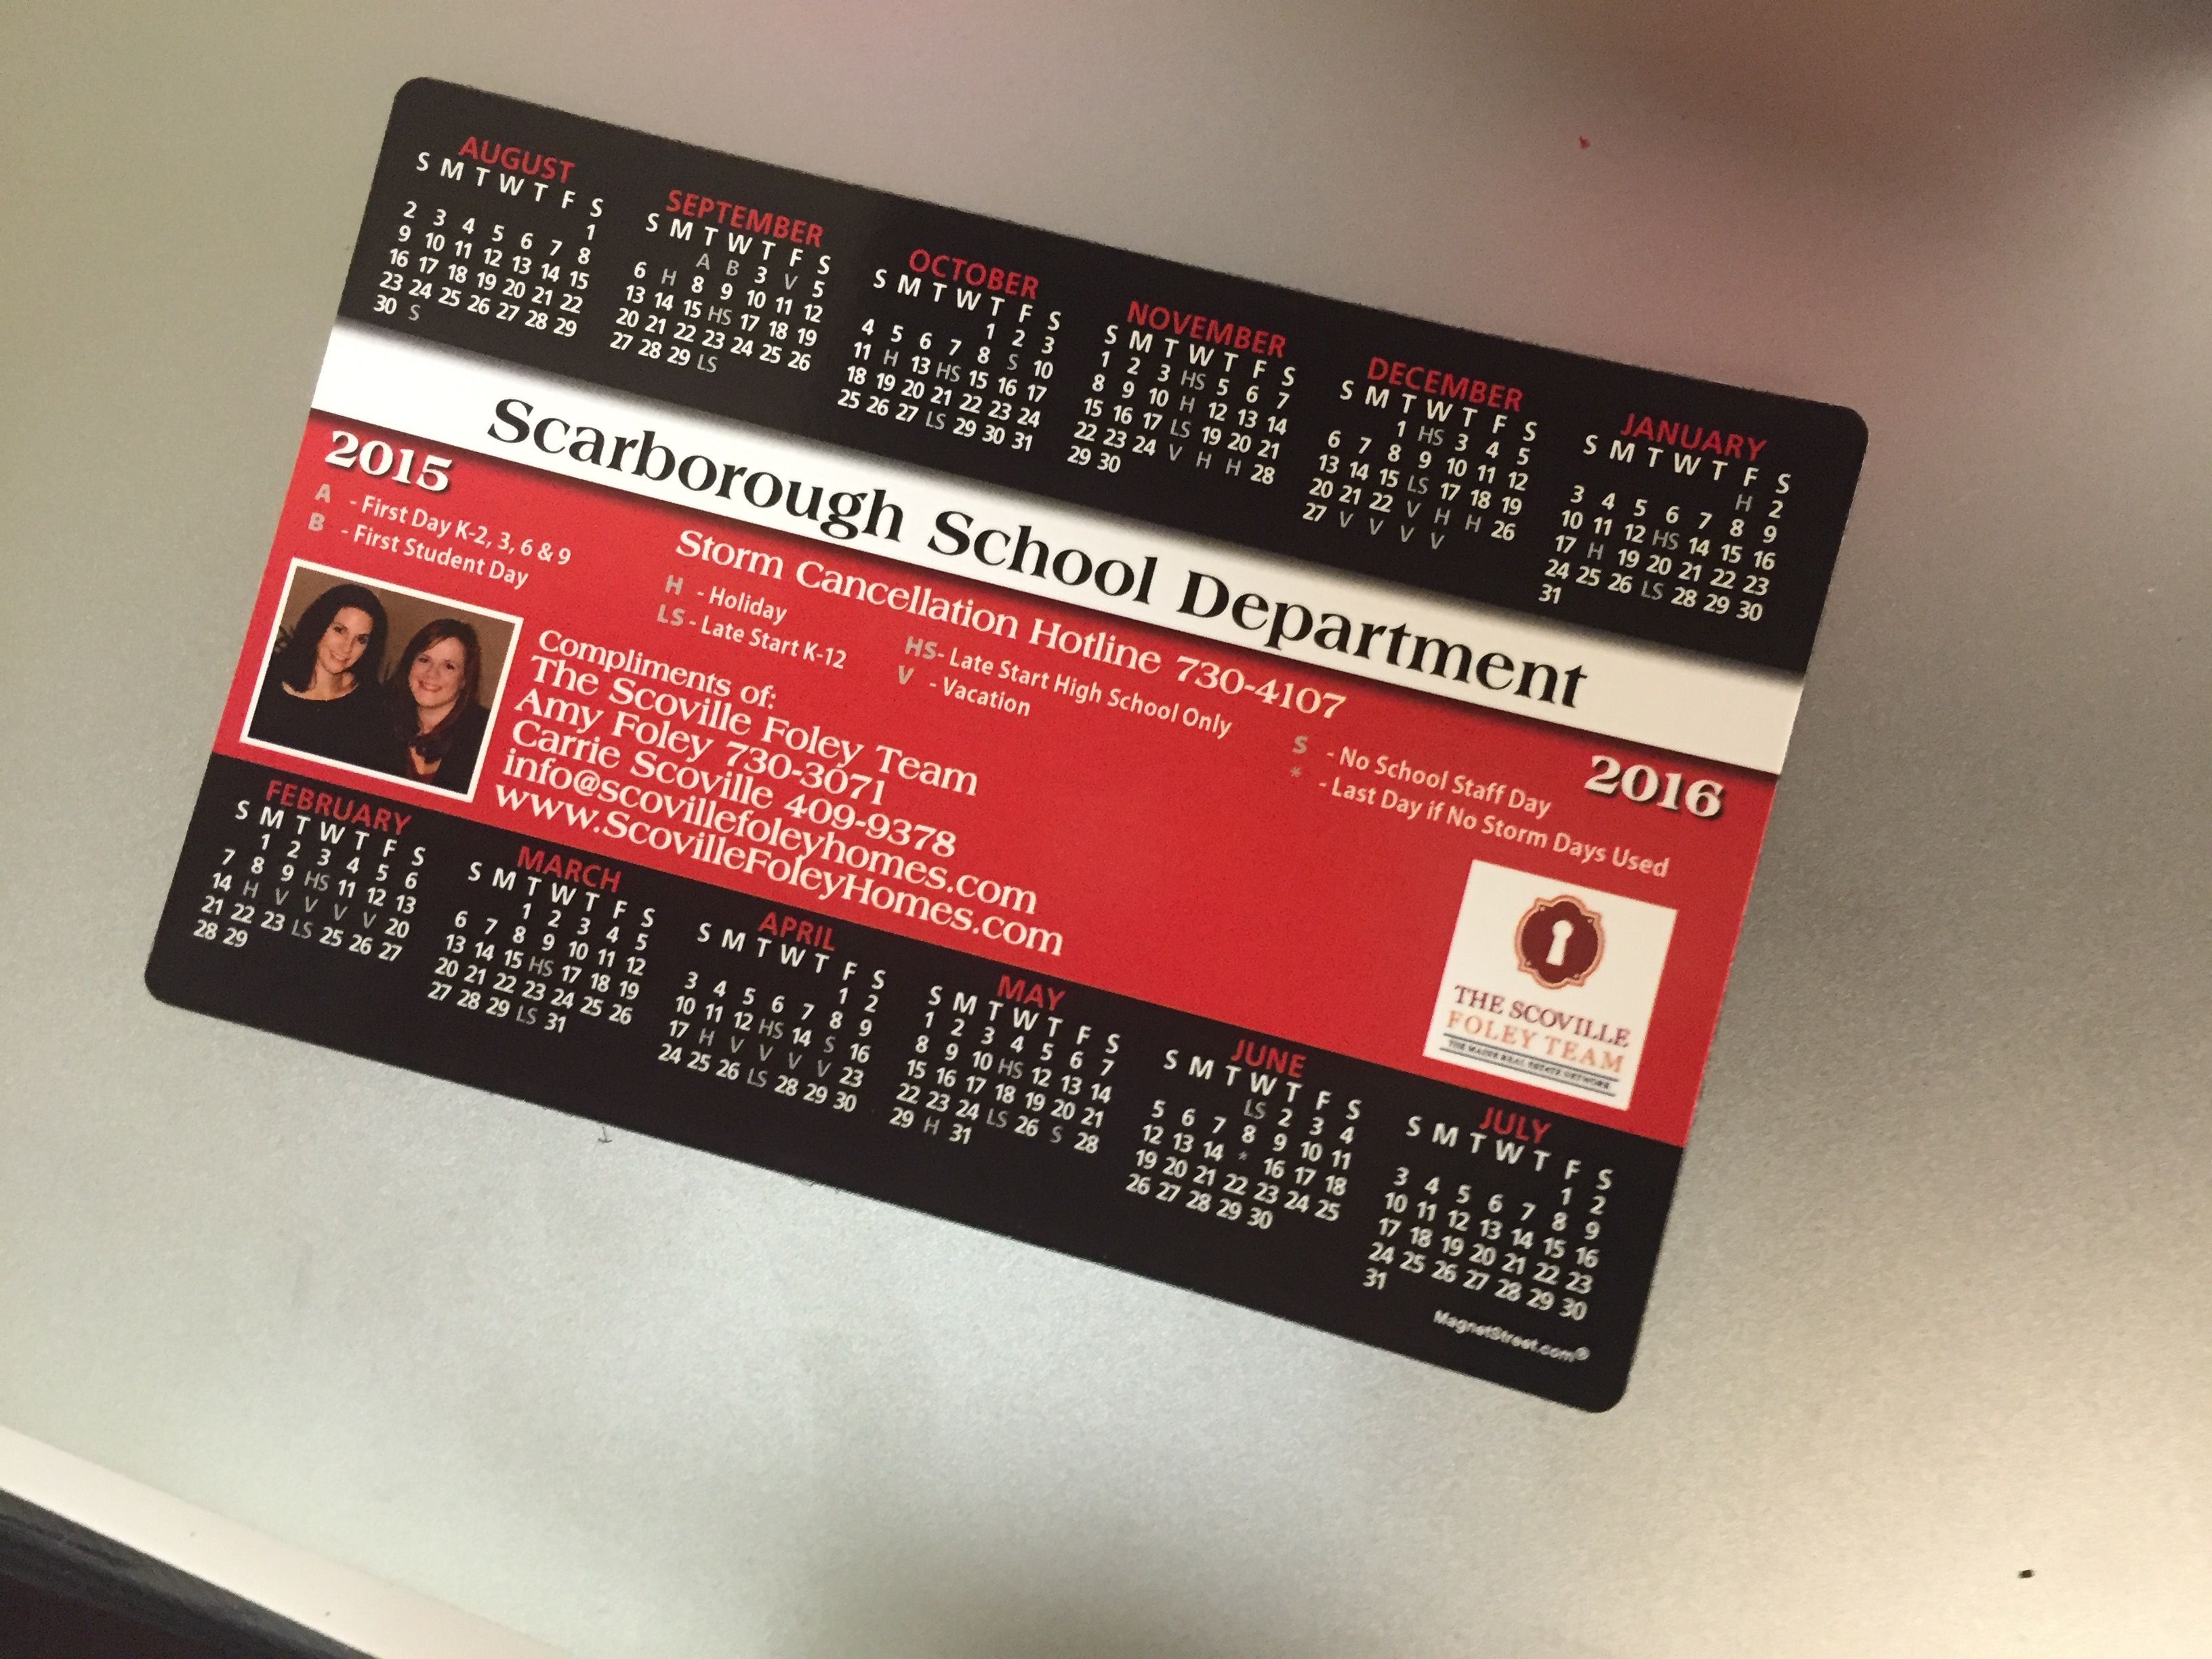 AUGUST
S M T W T F S
1
2 3 4 5 6 7 8
9 10 11 12 13 14 15
16 17 18 19 20 21 22
23 24 25 26 27 28 29
30 S
SEPTEMBER
S M T W T F S
A B 3 V 5
6 H 8 9 10 11 12
13 14 15 HS 17 18 19
20 21 22 23 24 25 26
27 28 29 LS
OCTOBER
S M T W T F S
1 2 3
4 5 6 7 8 S 10
11 H 13 HS 15 16 17
18 19 20 21 22 23 24
25 26 27 LS 29 30 31
NOVEMBER
S M T W T F S
1 2 3 HS 5 6 7
8 9 10 H 12 13 14
15 16 17 LS 19 20 21
22 23 24 V H H 28
29 30
DECEMBER
S M T W T F S
1 HS 3 4 5
6 7 8 9 10 11 12
13 14 15 LS 17 18 19
20 21 22 V H H 26
27 V V V V
JANUARY
S M T W T F S
H 2
3 4 5 6 7 8 9
10 11 12 HS 14 15 16
17 H 19 20 21 22 23
24 25 26 LS 28 29 30
31
Scarborough School Department
2015
Storm Cancellation Hotline 730-4107
2016
A - First Day K-2, 3, 6 & 9
B - First Student Day
H - Holiday
LS - Late Start K-12
HS- Late Start High School Only
V - Vacation
S - No School Staff Day
* - Last Day if No Storm Days Used
Compliments of:
The Scoville Foley Team
Amy Foley 730-3071
Carrie Scoville 409-9378
info@scovillefoleyhomes.com
www.ScovilleFoleyHomes.com
THE SCOVILLE
FOLEY TEAM
THE MAINE REAL ESTATE NETWORK
FEBRUARY
S M T W T F S
1 2 3 4 5 6
7 8 9 HS 11 12 13
14 H V V V V 20
21 22 23 LS 25 26 27
28 29
MARCH
S M T W T F S
1 2 3 4 5
6 7 8 9 10 11 12
13 14 15 HS 17 18 19
20 21 22 23 24 25 26
27 28 29 LS 31
APRIL
S M T W T F S
1 2
3 4 5 6 7 8 9
10 11 12 HS 14 S 16
17 H V V V V 23
24 25 26 LS 28 29 30
MAY
S M T W T F S
1 2 3 4 5 6 7
8 9 10 HS 12 13 14
15 16 17 18 19 20 21
22 23 24 LS 26 S 28
29 H 31
JUNE
S M T W T F S
LS 2 3 4
5 6 7 8 9 10 11
12 13 14 * 16 17 18
19 20 21 22 23 24 25
26 27 28 29 30
JULY
S M T W T F S
1 2
3 4 5 6 7 8 9
10 11 12 13 14 15 16
17 18 19 20 21 22 23
24 25 26 27 28 29 30
31
MagnetStreet.com®